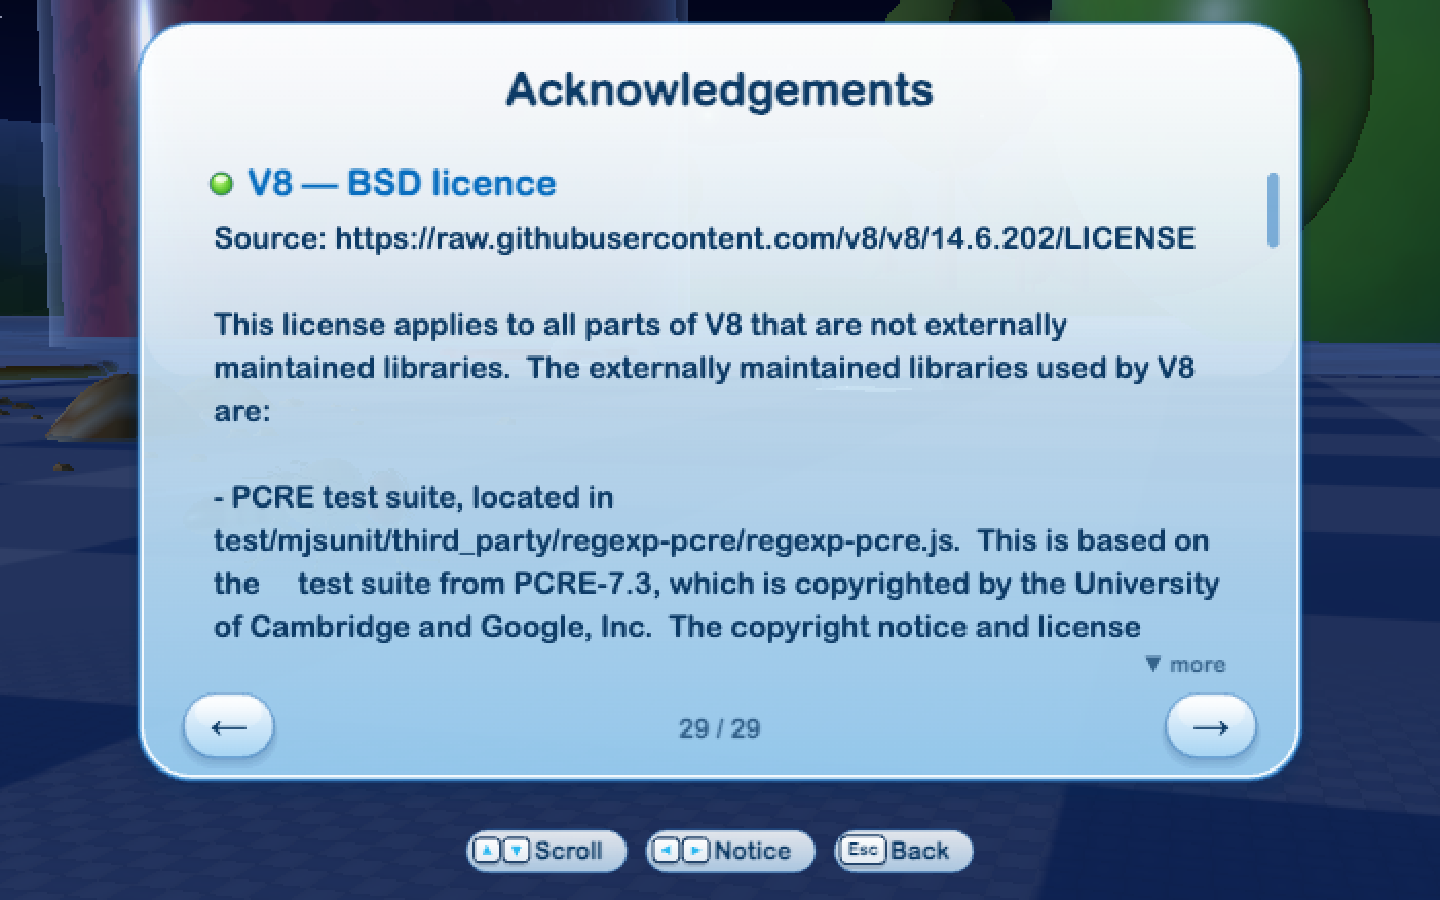 Acknowledgements
V8 — BSD licence
Source: https://raw.githubusercontent.com/v8/v8/14.6.202/LICENSE
This license applies to all parts of V8 that are not externally
maintained libraries.  The externally maintained libraries used by V8
are:
- PCRE test suite, located in
test/mjsunit/third_party/regexp-pcre/regexp-pcre.js.  This is based on
the    test suite from PCRE-7.3, which is copyrighted by the University
of Cambridge and Google, Inc.  The copyright notice and license
▼ more
← 29 / 29 →
▲ ▼ Scroll ◄ ► Notice Esc Back